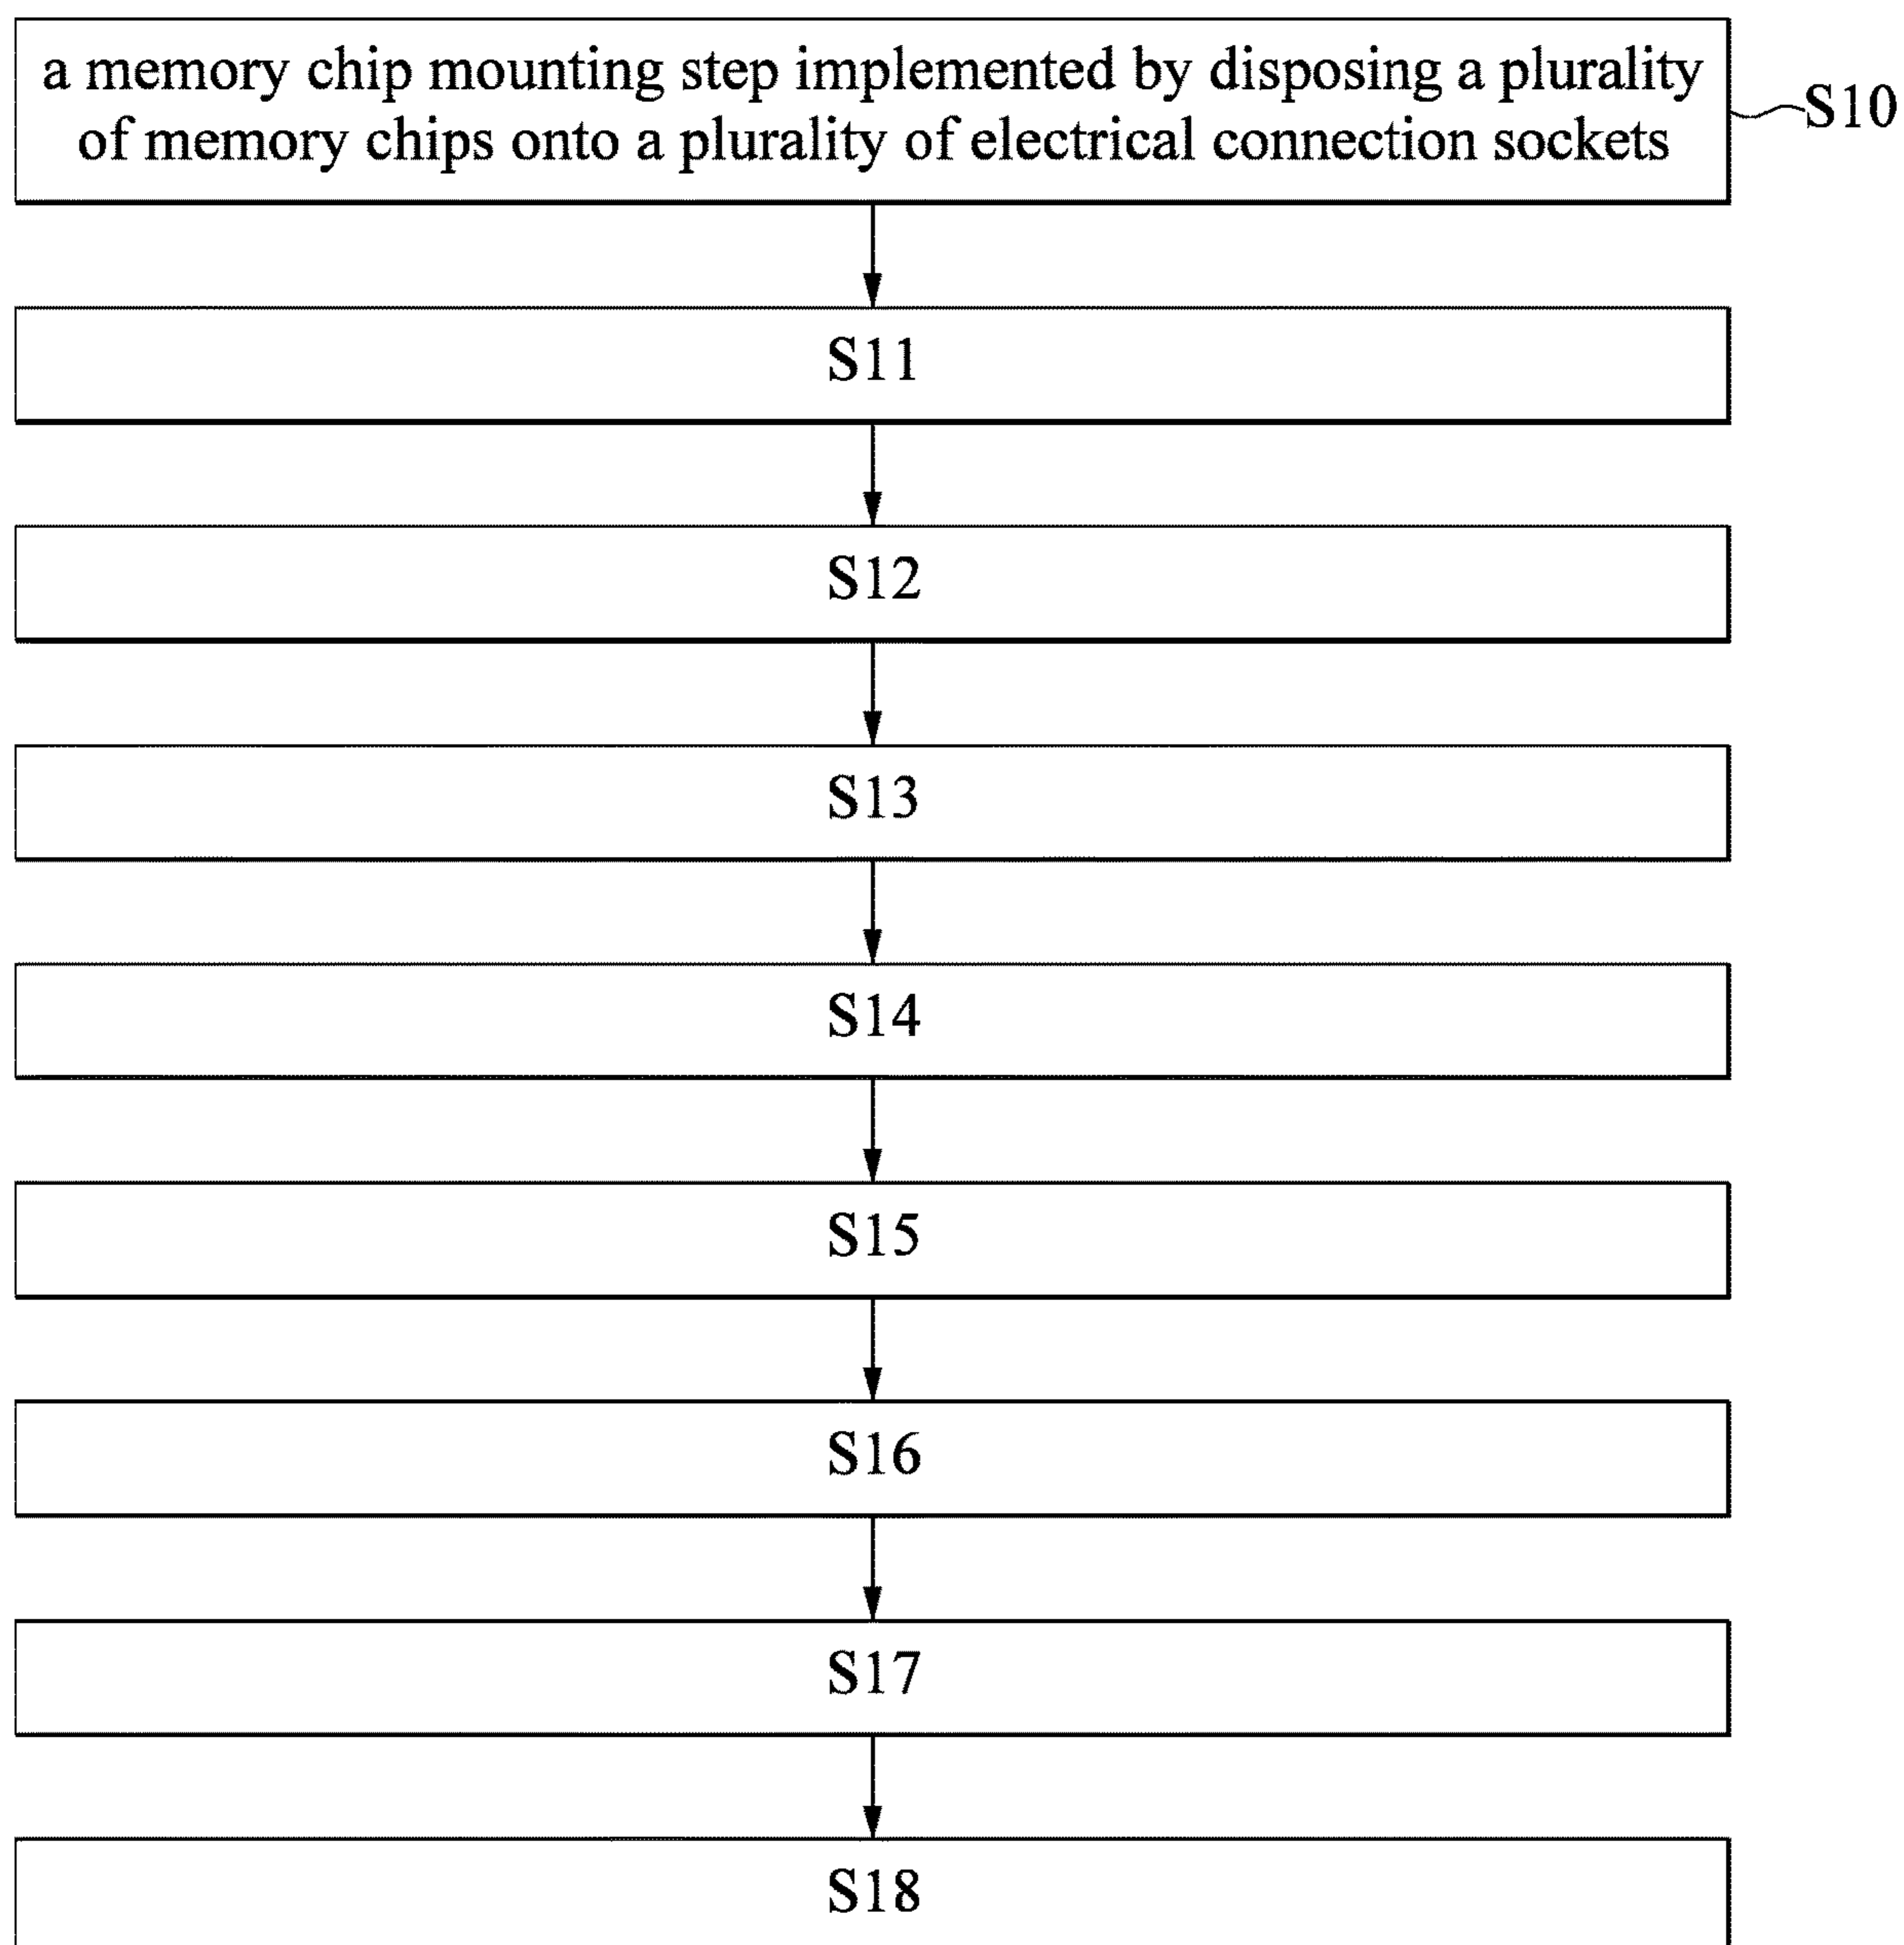 a memory chip mounting step implemented by disposing a plurality
of memory chips onto a plurality of electrical connection sockets
S10
S11
S12
S13
S14
S15
S16
S17
S18